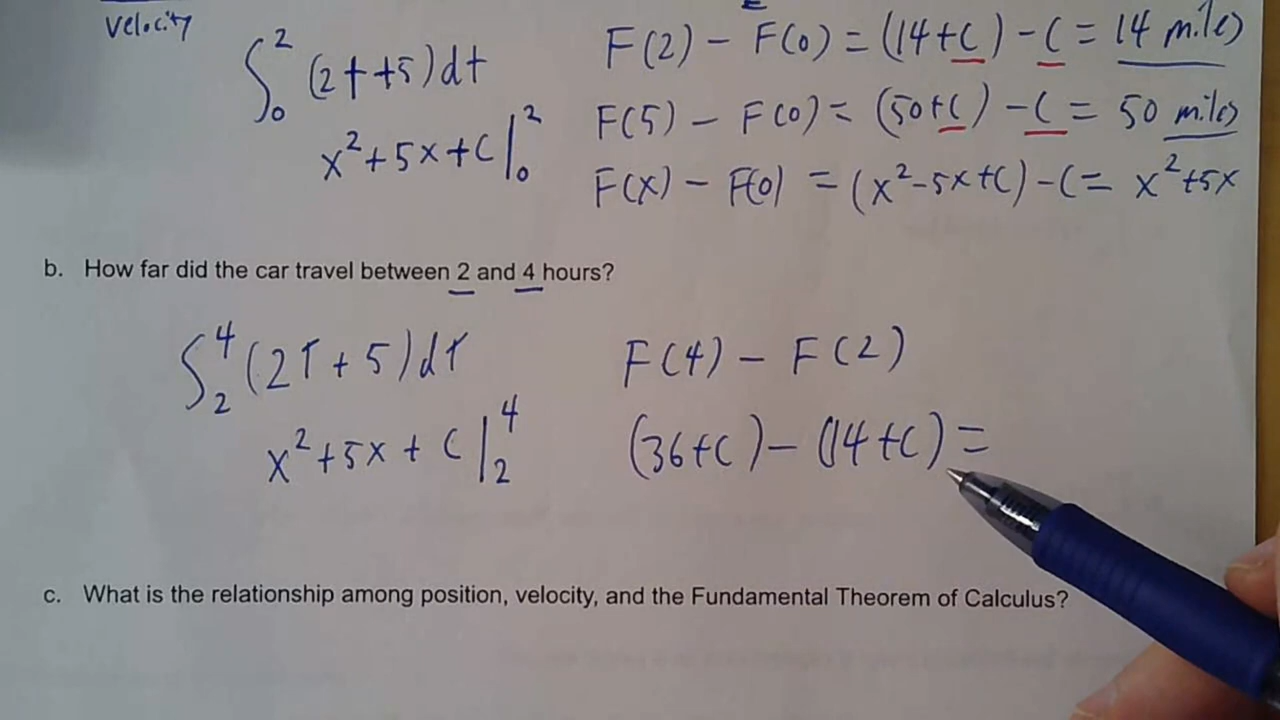 Velocity
∫₀² (2t+5)dt
x²+5x+C|₀²
F(2) - F(0) = (14+C) - C = 14 miles
F(5) - F(0) = (50+C) - C = 50 miles
F(x) - F(0) = (x²-5x+C) - C = x²+5x
b. How far did the car travel between 2 and 4 hours?
∫₂⁴ (2t+5)dt
x²+5x+C|₂⁴
F(4) - F(2)
(36+C) - (14+C) =
c. What is the relationship among position, velocity, and the Fundamental Theorem of Calculus?